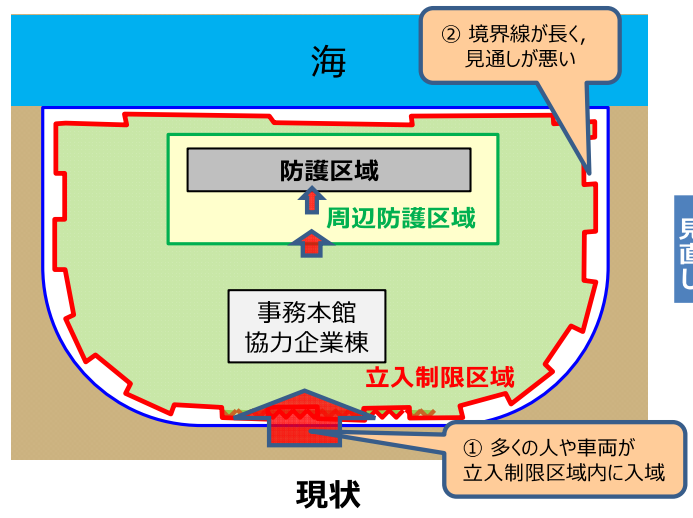 ② 境界線が長く,
見通しが悪い
海
防護区域
周辺防護区域
見直し
事務本館
協力企業棟
立入制限区域
① 多くの人や車両が
立入制限区域内に入域
現状